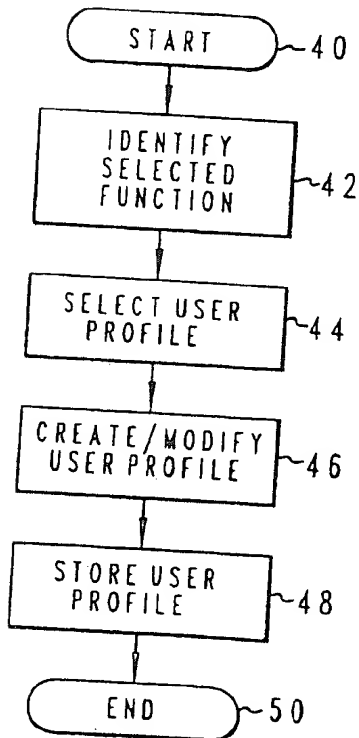 START
40
IDENTIFY
SELECTED
FUNCTION
42
SELECT USER
PROFILE
44
CREATE/MODIFY
USER PROFILE
46
STORE USER
PROFILE
48
END
50